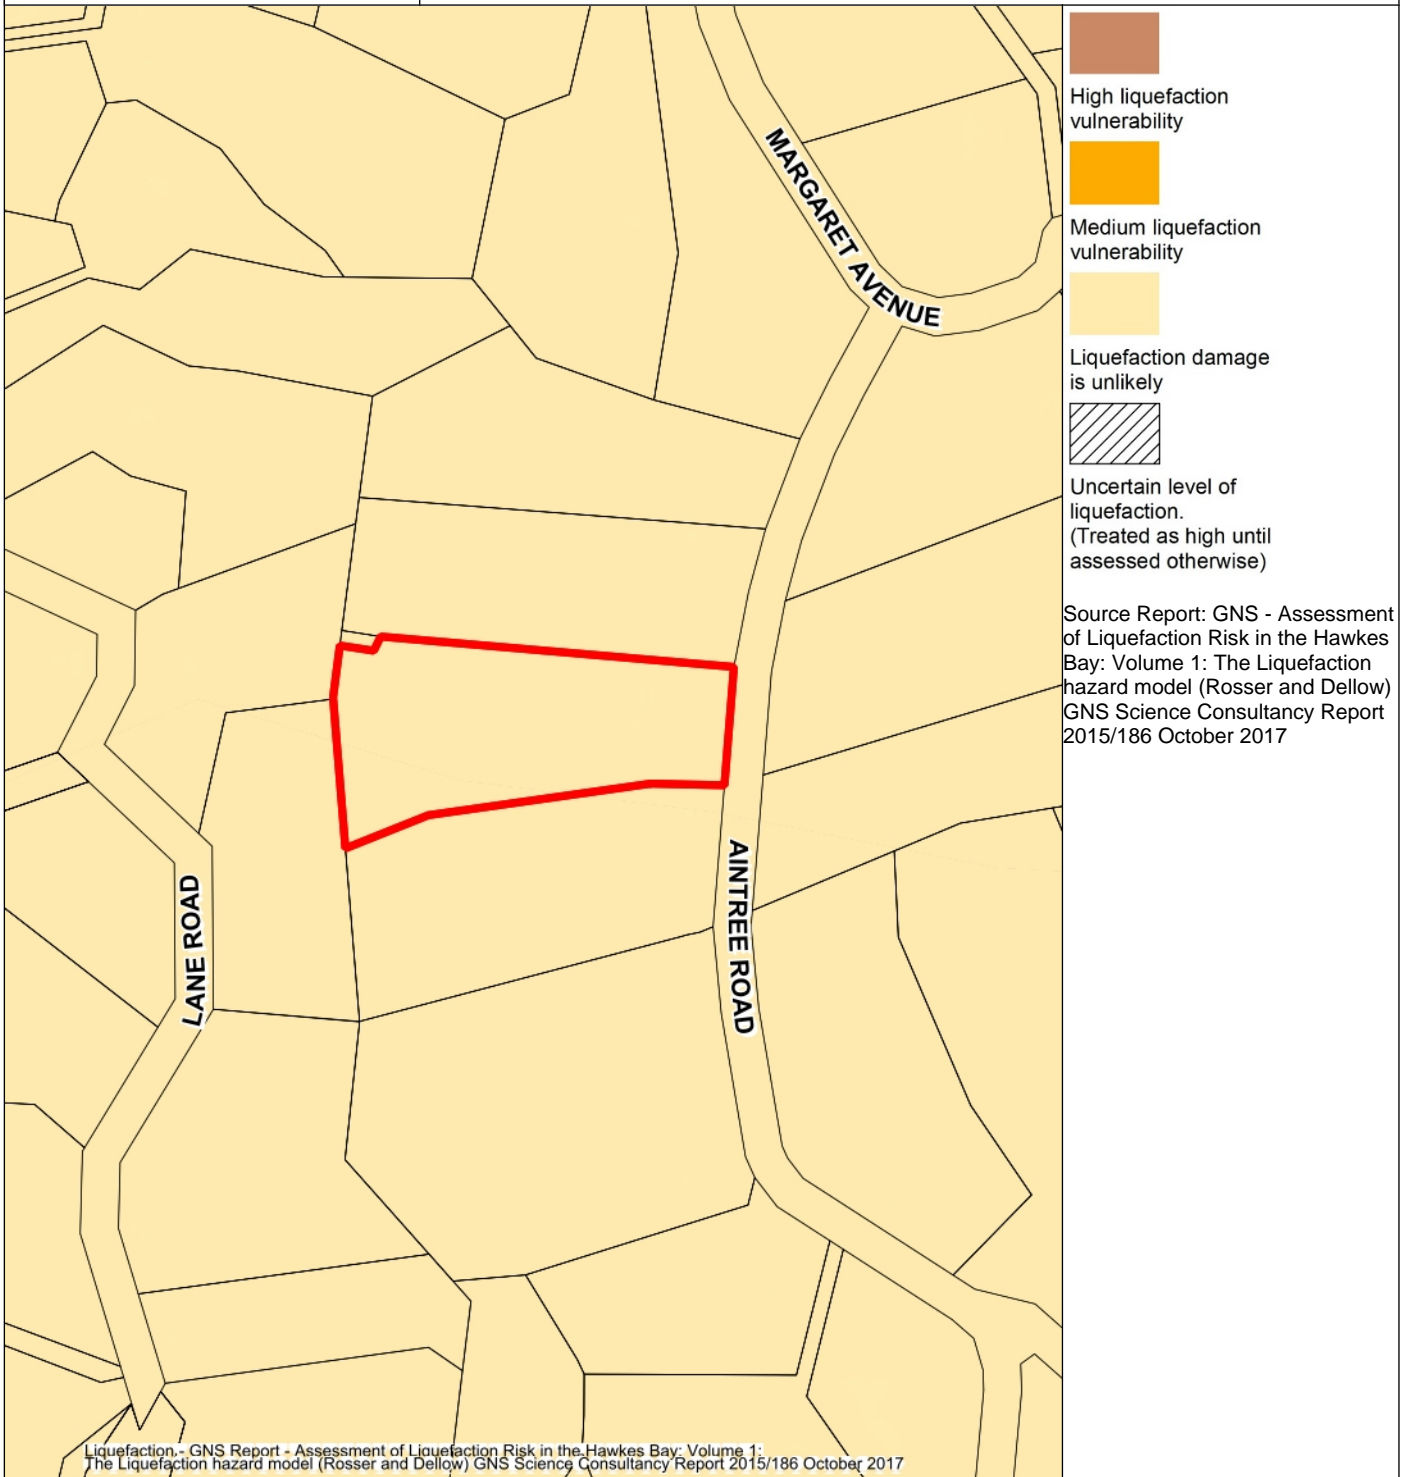 MARGARET AVENUE
AINTREE ROAD
LANE ROAD
Liquefaction - GNS Report - Assessment of Liquefaction Risk in the Hawkes Bay: Volume 1:
The Liquefaction hazard model (Rosser and Dellow) GNS Science Consultancy Report 2015/186 October 2017
High liquefaction
vulnerability
Medium liquefaction
vulnerability
Liquefaction damage
is unlikely
Uncertain level of
liquefaction.
(Treated as high until
assessed otherwise)
Source Report: GNS - Assessment
of Liquefaction Risk in the Hawkes
Bay: Volume 1: The Liquefaction
hazard model (Rosser and Dellow)
GNS Science Consultancy Report
2015/186 October 2017